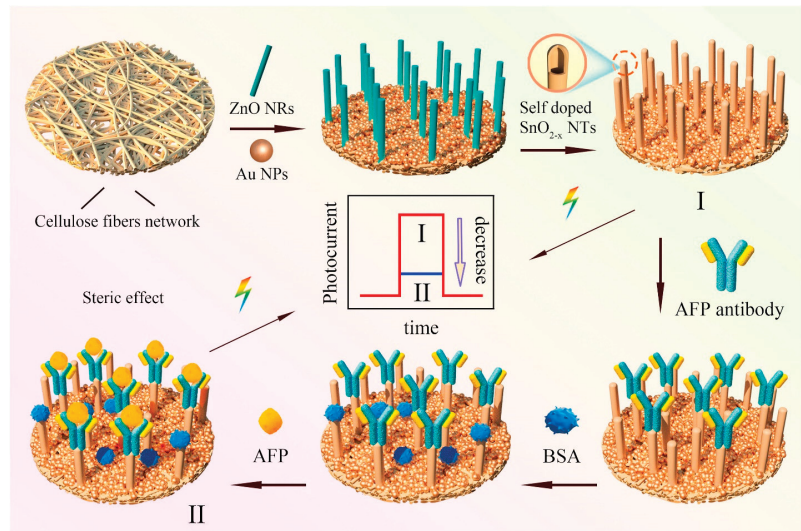 ZnO NRs
Au NPs
Cellulose fibers network
Self doped
SnO2-x NTs
I
Photocurrent
I
II
decrease
time
AFP antibody
Steric effect
AFP
BSA
II